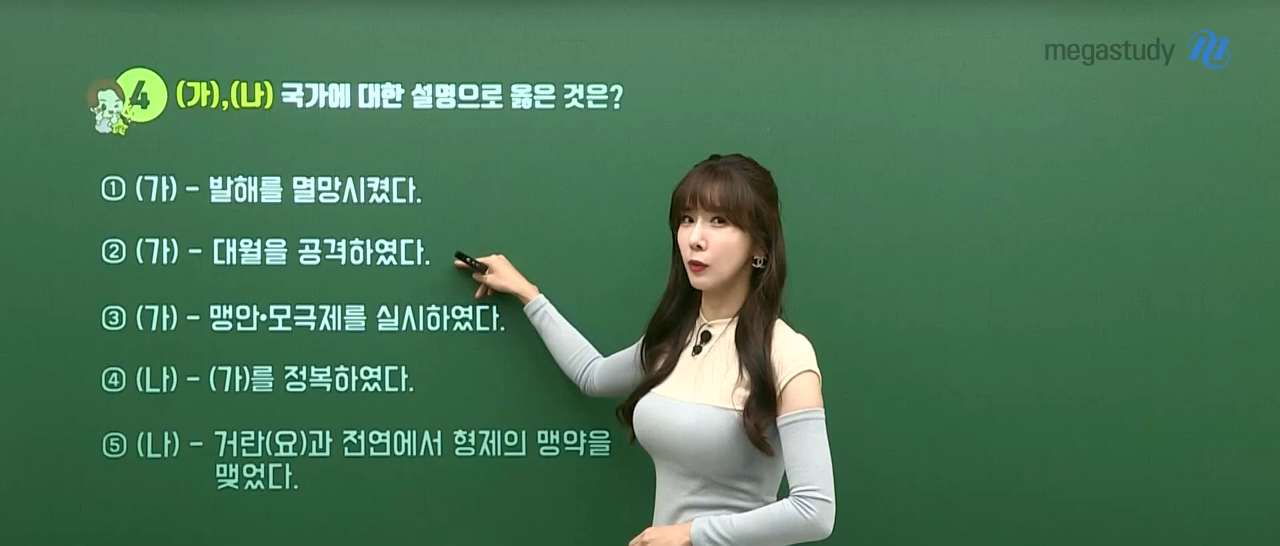 megastudy
4 (가),(나) 국가에 대한 설명으로 옳은 것은?
① (가) - 발해를 멸망시켰다.
② (가) - 대월을 공격하였다.
③ (가) - 맹안•모극제를 실시하였다.
④ (나) - (가)를 정복하였다.
⑤ (나) - 거란(요)과 전연에서 형제의 맹약을
맺었다.